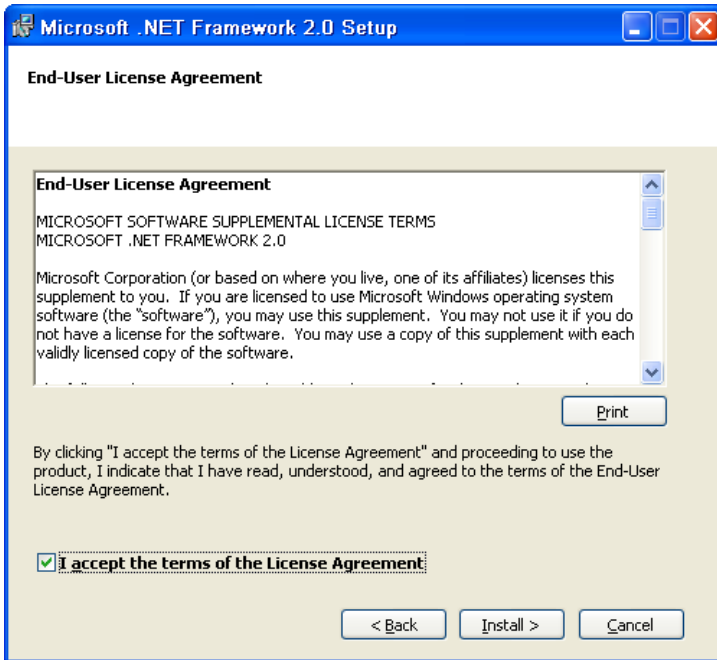 Microsoft .NET Framework 2.0 Setup
End-User License Agreement
End-User License Agreement
MICROSOFT SOFTWARE SUPPLEMENTAL LICENSE TERMS
MICROSOFT .NET FRAMEWORK 2.0
Microsoft Corporation (or based on where you live, one of its affiliates) licenses this
supplement to you.  If you are licensed to use Microsoft Windows operating system
software (the “software”), you may use this supplement.  You may not use it if you do
not have a license for the software.  You may use a copy of this supplement with each
validly licensed copy of the software.
Print
By clicking "I accept the terms of the License Agreement" and proceeding to use the
product, I indicate that I have read, understood, and agreed to the terms of the End-User
License Agreement.
I accept the terms of the License Agreement
< Back
Install >
Cancel